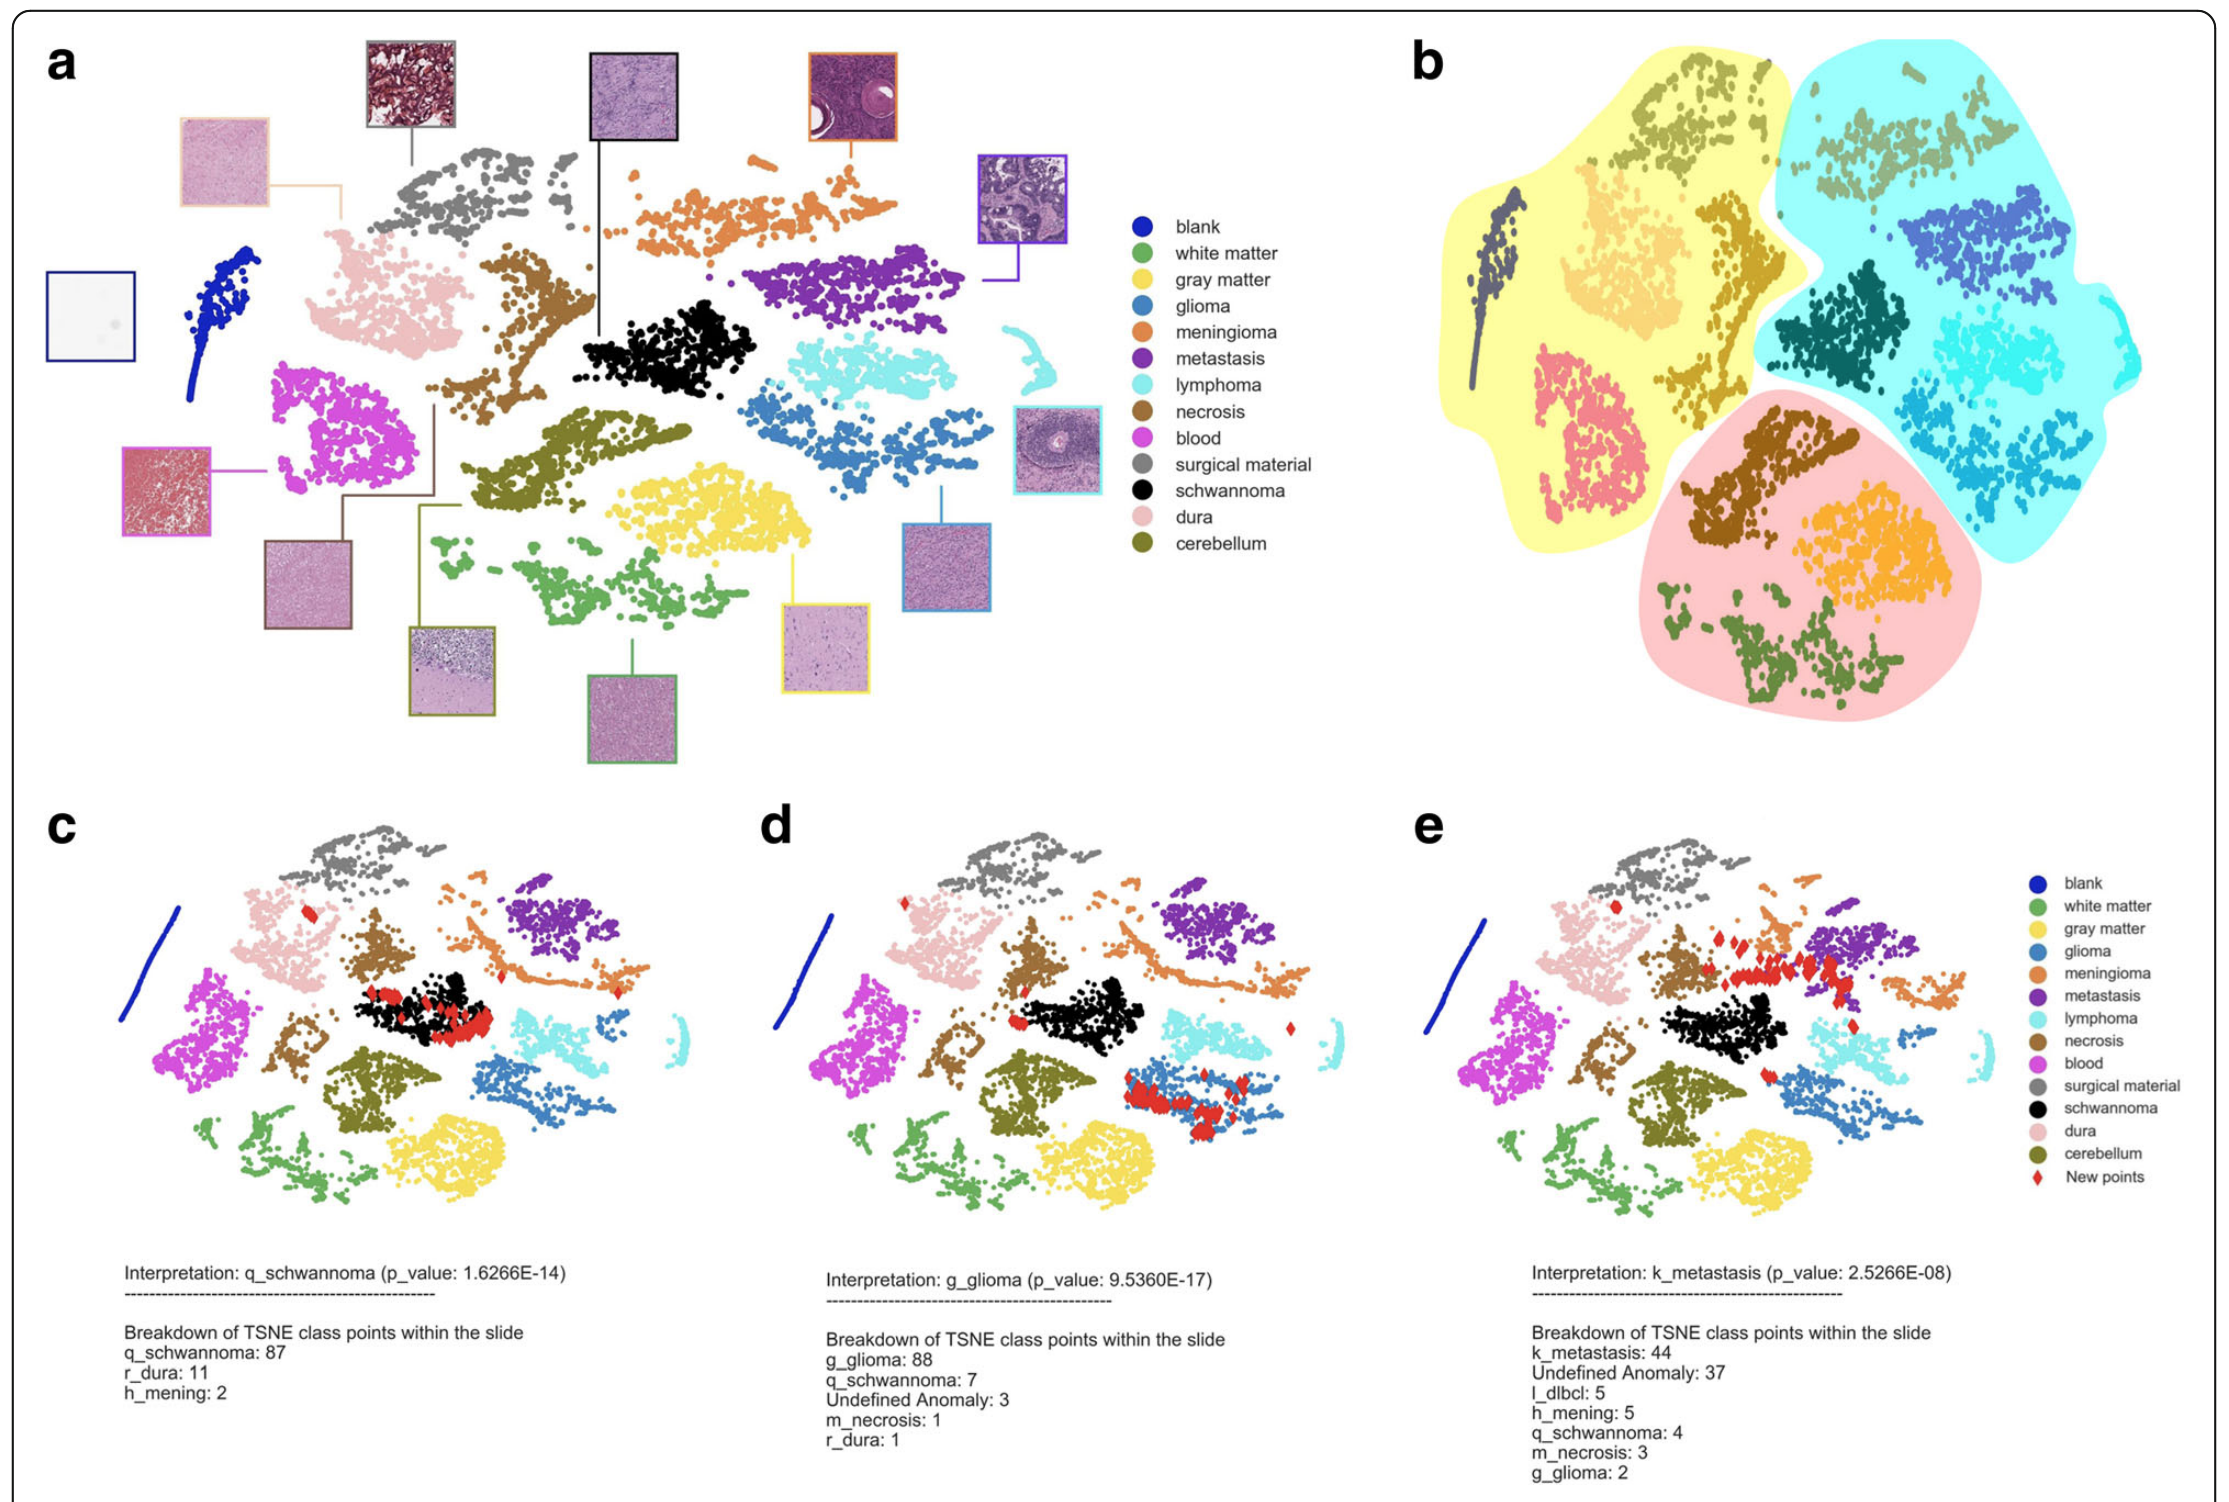 a
b
blank
white matter
gray matter
glioma
meningioma
metastasis
lymphoma
necrosis
blood
surgical material
schwannoma
dura
cerebellum
c
d
e
blank
white matter
gray matter
glioma
meningioma
metastasis
lymphoma
necrosis
blood
surgical material
schwannoma
dura
cerebellum
New points
Interpretation: q_schwannoma (p_value: 1.6266E-14)
--------------------------------------------------
Breakdown of TSNE class points within the slide
q_schwannoma: 87
r_dura: 11
h_mening: 2
Interpretation: g_glioma (p_value: 9.5360E-17)
----------------------------------------------
Breakdown of TSNE class points within the slide
g_glioma: 88
q_schwannoma: 7
Undefined Anomaly: 3
m_necrosis: 1
r_dura: 1
Interpretation: k_metastasis (p_value: 2.5266E-08)
--------------------------------------------------
Breakdown of TSNE class points within the slide
k_metastasis: 44
Undefined Anomaly: 37
l_dlbcl: 5
h_mening: 5
q_schwannoma: 4
m_necrosis: 3
g_glioma: 2